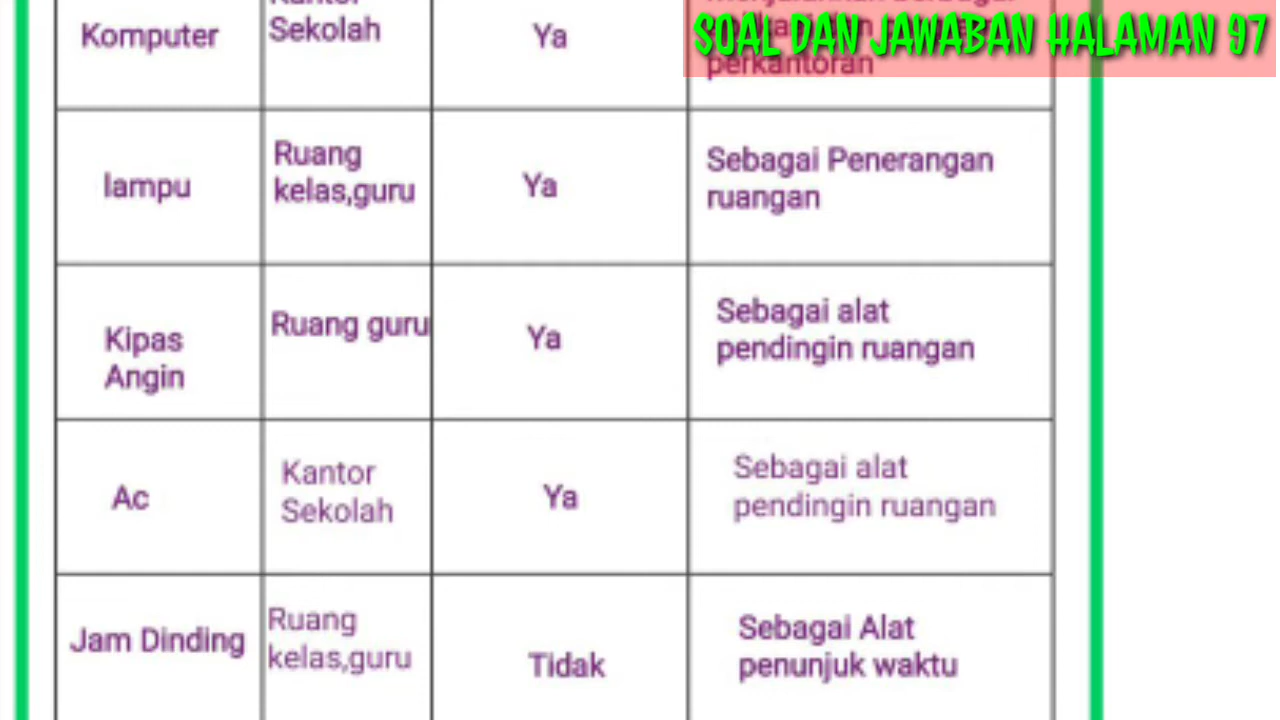 SOAL DAN JAWABAN HALAMAN 97
Komputer
Kantor
Sekolah
Ya
perkantoran
lampu
Ruang
kelas,guru
Ya
Sebagai Penerangan
ruangan
Kipas
Angin
Ruang guru
Ya
Sebagai alat
pendingin ruangan
Ac
Kantor
Sekolah
Ya
Sebagai alat
pendingin ruangan
Jam Dinding
Ruang
kelas,guru
Tidak
Sebagai Alat
penunjuk waktu